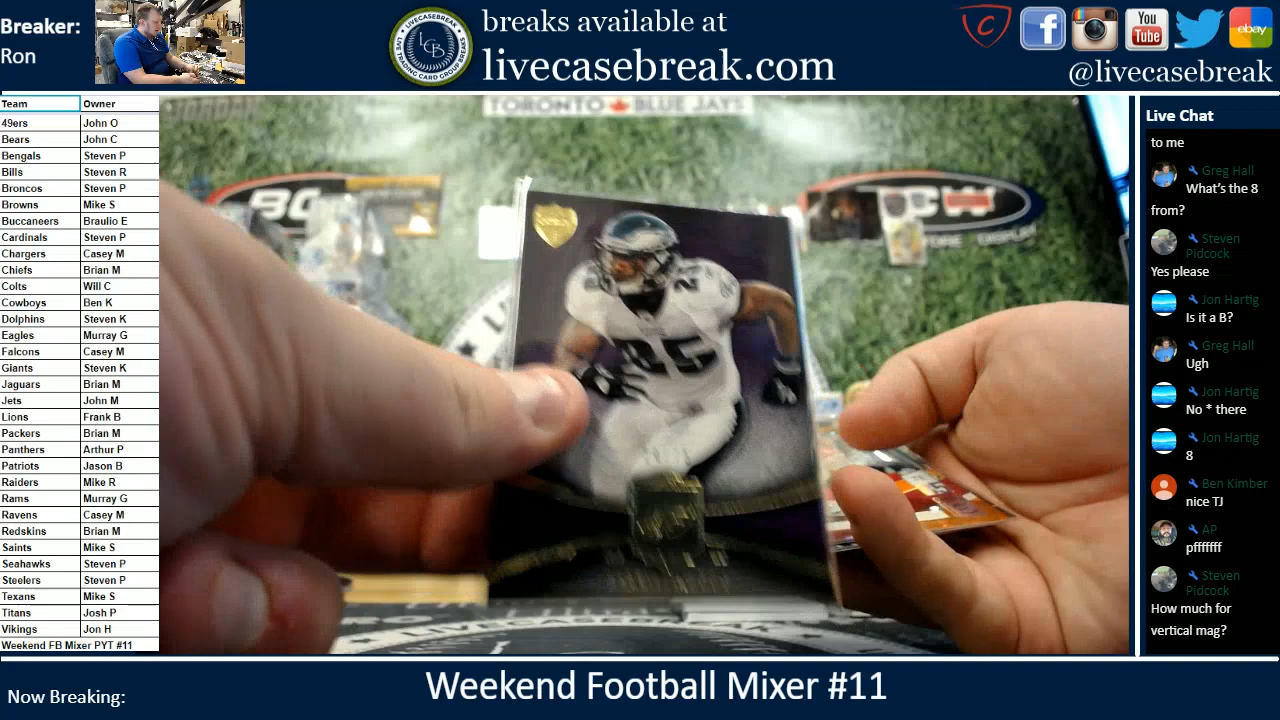 Breaker:
Ron
breaks available at
livecasebreak.com
You
Tube
ebay
@livecasebreak
Team Owner
49ers John O
Bears John C
Bengals Steven P
Bills Steven R
Broncos Steven P
Browns Mike S
Buccaneers Braulio E
Cardinals Steven P
Chargers Casey M
Chiefs Brian M
Colts Will C
Cowboys Ben K
Dolphins Steven K
Eagles Murray G
Falcons Casey M
Giants Steven K
Jaguars Brian M
Jets John M
Lions Frank B
Packers Brian M
Panthers Arthur P
Patriots Jason B
Raiders Mike R
Rams Murray G
Ravens Casey M
Redskins Brian M
Saints Mike S
Seahawks Steven P
Steelers Steven P
Texans Mike S
Titans Josh P
Vikings Jon H
Weekend FB Mixer PYT #11
TORONTO BLUE JAYS
BCW
25
LIVECASEBREAK
Live Chat
to me
Greg Hall
What's the 8
from?
Steven
Pidcock
Yes please
Jon Hartig
Is it a B?
Greg Hall
Ugh
Jon Hartig
No * there
Jon Hartig
8
Ben Kimber
nice TJ
AP
pfffffff
Steven
Pidcock
How much for
vertical mag?
Now Breaking:
Weekend Football Mixer #11